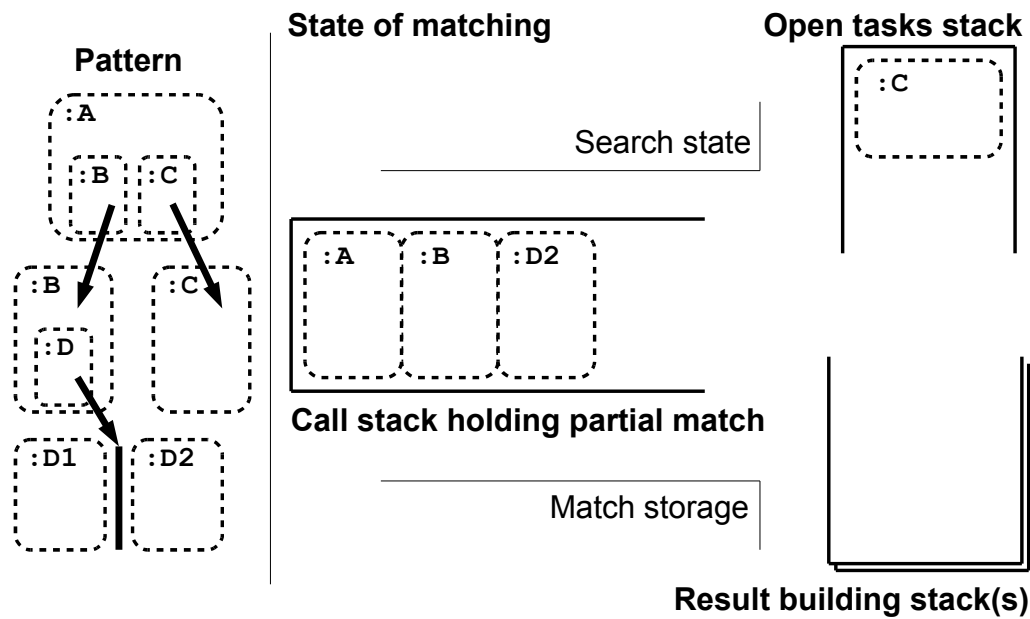 State of matching
Open tasks stack
Pattern
:A
:B :C
:B :C
:D
:D1 :D2
Search state
:C
:A :B :D2
Call stack holding partial match
Match storage
Result building stack(s)